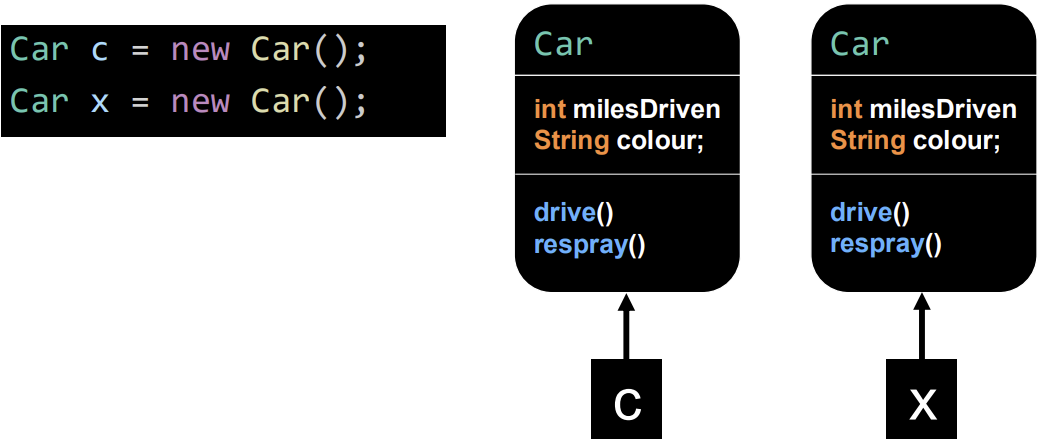 Car c = new Car();
Car x = new Car();
Car
int milesDriven
String colour;
drive()
respray()
c
Car
int milesDriven
String colour;
drive()
respray()
x